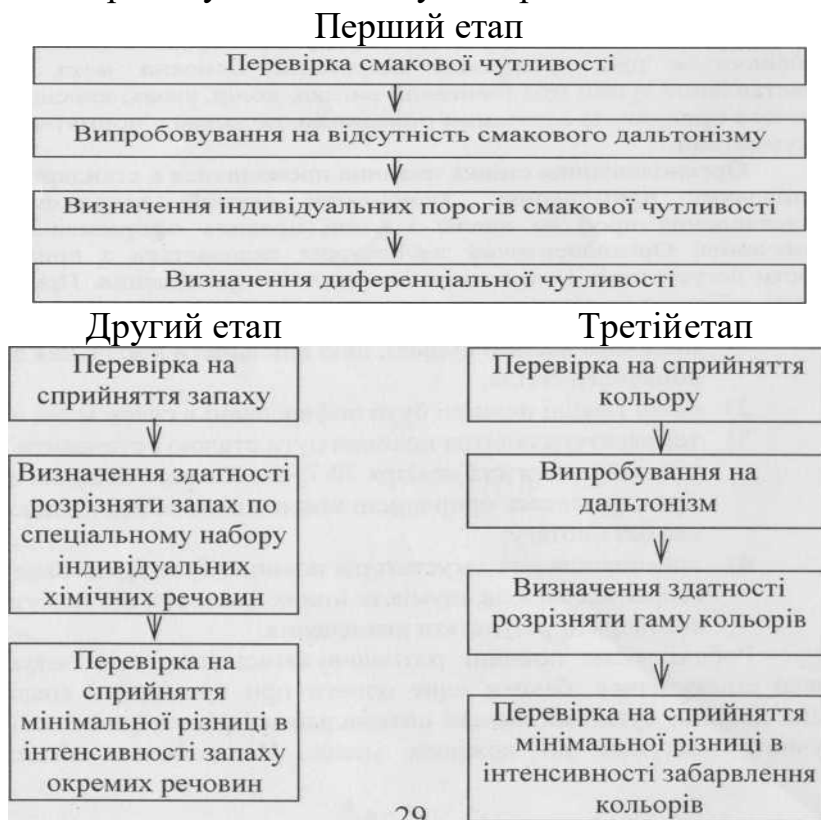 Перший етап
Перевірка смакової чутливості
Випробовування на відсутність смакового дальтонізму
Визначення індивідуальних порогів смакової чутливості
Визначення диференціальної чутливості
Другий етап
Перевірка на
сприйняття запаху
Визначення здатності
розрізняти запах по
спеціальному набору
індивідуальних
хімічних речовин
Перевірка на
сприйняття
мінімальної різниці в
інтенсивності запаху
окремих речовин
Третійетап
Перевірка на сприйняття
кольору
Випробування на
дальтонізм
Визначення здатності
розрізняти гаму кольорів
Перевірка на сприйняття
мінімальної різниці в
інтенсивності забарвлення
кольорів
29